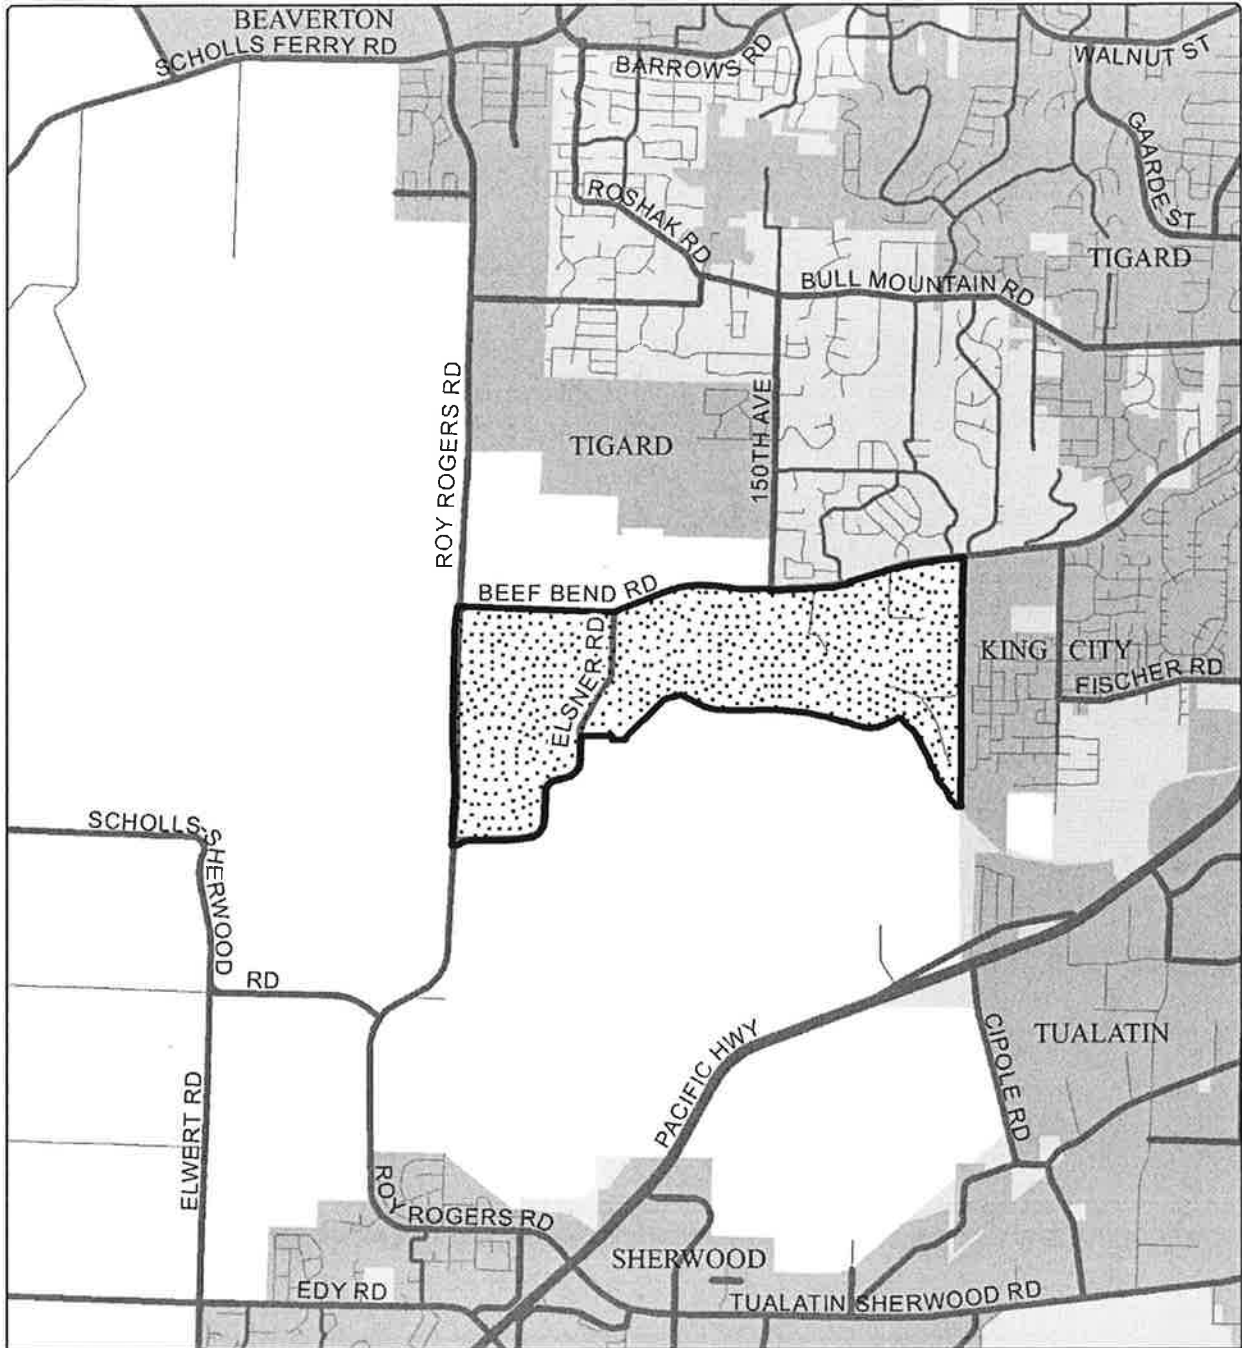 BEAVERTON
SCHOLLS FERRY RD
BARROWS RD
WALNUT ST
GAARDE ST
ROSHAK RD
TIGARD
BULL MOUNTAIN RD
ROY ROGERS RD
150TH AVE
TIGARD
BEEF BEND RD
ELSNER RD
KING CITY
FISCHER RD
SCHOLLS-SHERWOOD
RD
PACIFIC HWY
CIPOLE RD
TUALATIN
ELWERT RD
ROY ROGERS RD
SHERWOOD
EDY RD
TUALATIN SHERWOOD RD